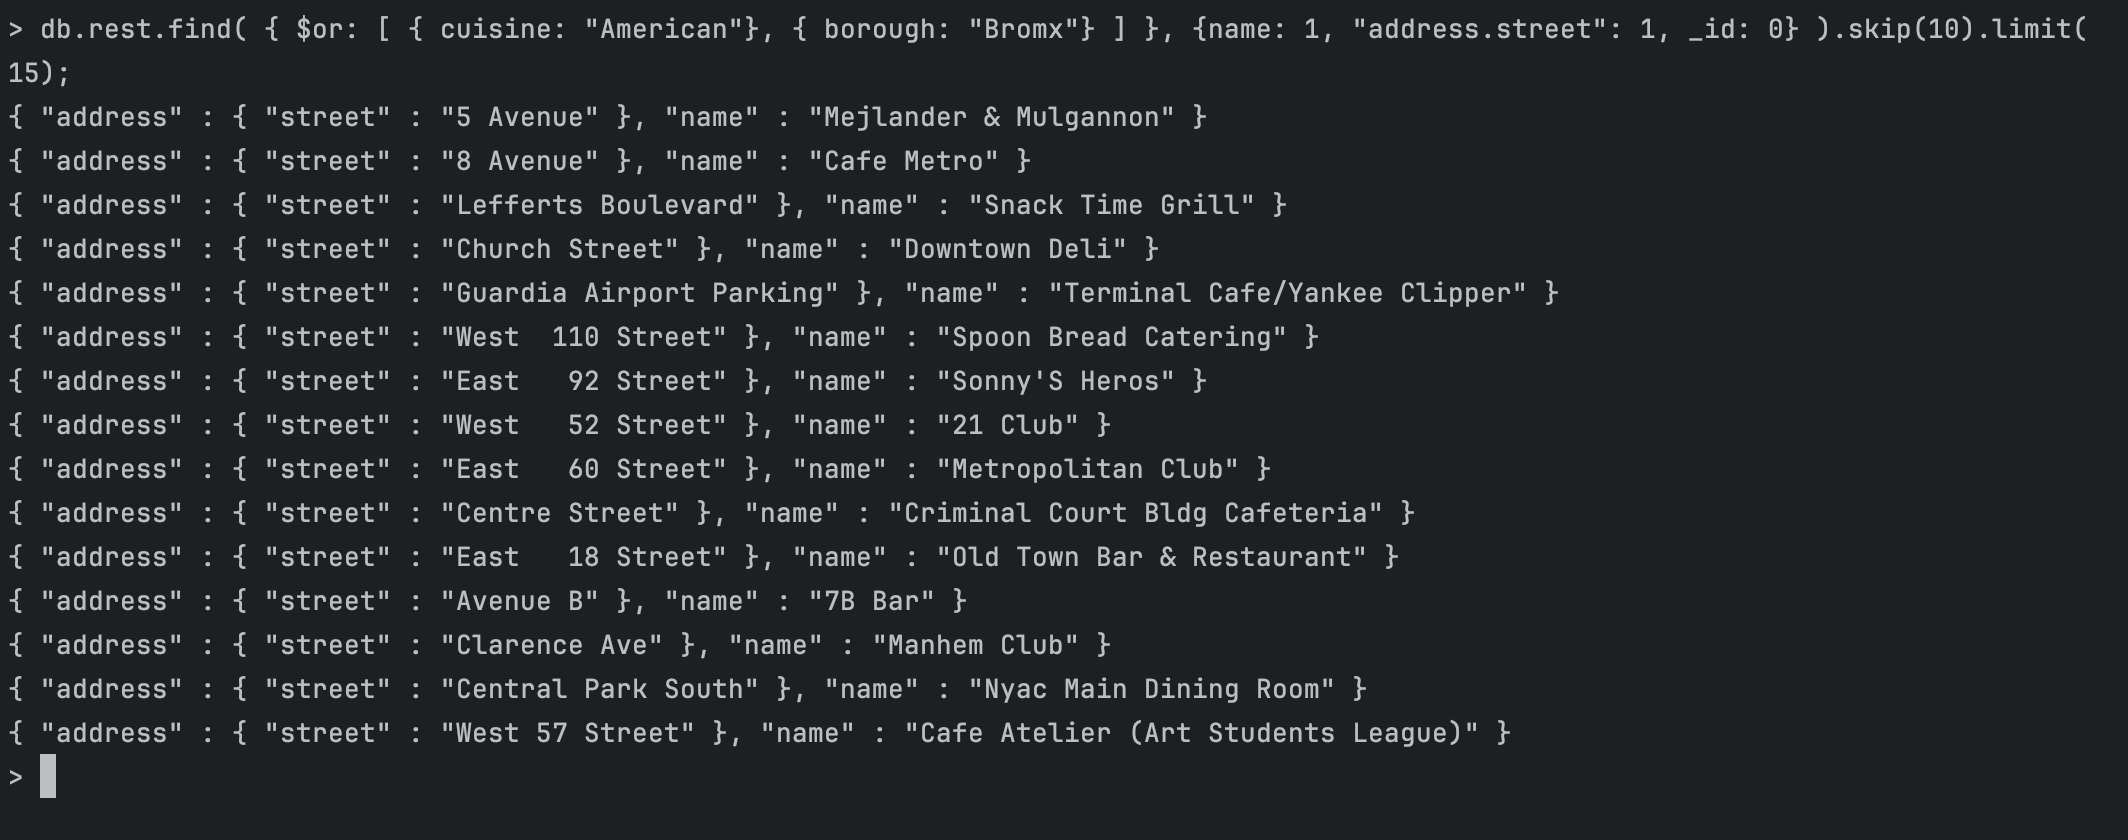 > db.rest.find( { $or: [ { cuisine: "American"}, { borough: "Bromx"} ] }, {name: 1, "address.street": 1, _id: 0} ).skip(10).limit(
15);
{ "address" : { "street" : "5 Avenue" }, "name" : "Mejlander & Mulgannon" }
{ "address" : { "street" : "8 Avenue" }, "name" : "Cafe Metro" }
{ "address" : { "street" : "Lefferts Boulevard" }, "name" : "Snack Time Grill" }
{ "address" : { "street" : "Church Street" }, "name" : "Downtown Deli" }
{ "address" : { "street" : "Guardia Airport Parking" }, "name" : "Terminal Cafe/Yankee Clipper" }
{ "address" : { "street" : "West  110 Street" }, "name" : "Spoon Bread Catering" }
{ "address" : { "street" : "East   92 Street" }, "name" : "Sonny'S Heros" }
{ "address" : { "street" : "West   52 Street" }, "name" : "21 Club" }
{ "address" : { "street" : "East   60 Street" }, "name" : "Metropolitan Club" }
{ "address" : { "street" : "Centre Street" }, "name" : "Criminal Court Bldg Cafeteria" }
{ "address" : { "street" : "East   18 Street" }, "name" : "Old Town Bar & Restaurant" }
{ "address" : { "street" : "Avenue B" }, "name" : "7B Bar" }
{ "address" : { "street" : "Clarence Ave" }, "name" : "Manhem Club" }
{ "address" : { "street" : "Central Park South" }, "name" : "Nyac Main Dining Room" }
{ "address" : { "street" : "West 57 Street" }, "name" : "Cafe Atelier (Art Students League)" }
>